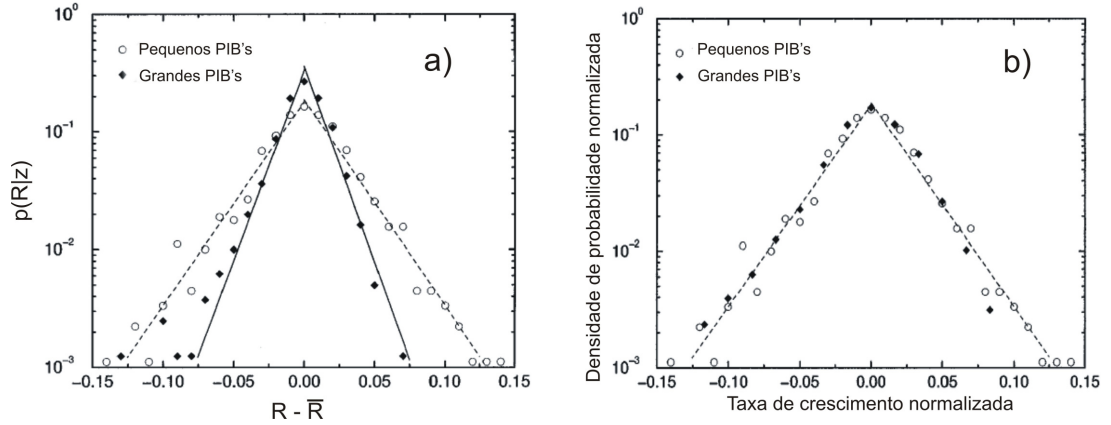 a)
Pequenos PIB's
Grandes PIB's
p(R|z)
10⁰
10⁻¹
10⁻²
10⁻³
−0.15 −0.10 −0.05 0.00 0.05 0.10 0.15
R - R̅
b)
Pequenos PIB's
Grandes PIB's
Densidade de probabilidade normalizada
10⁰
10⁻¹
10⁻²
10⁻³
−0.15 −0.10 −0.05 0.00 0.05 0.10 0.15
Taxa de crescimento normalizada